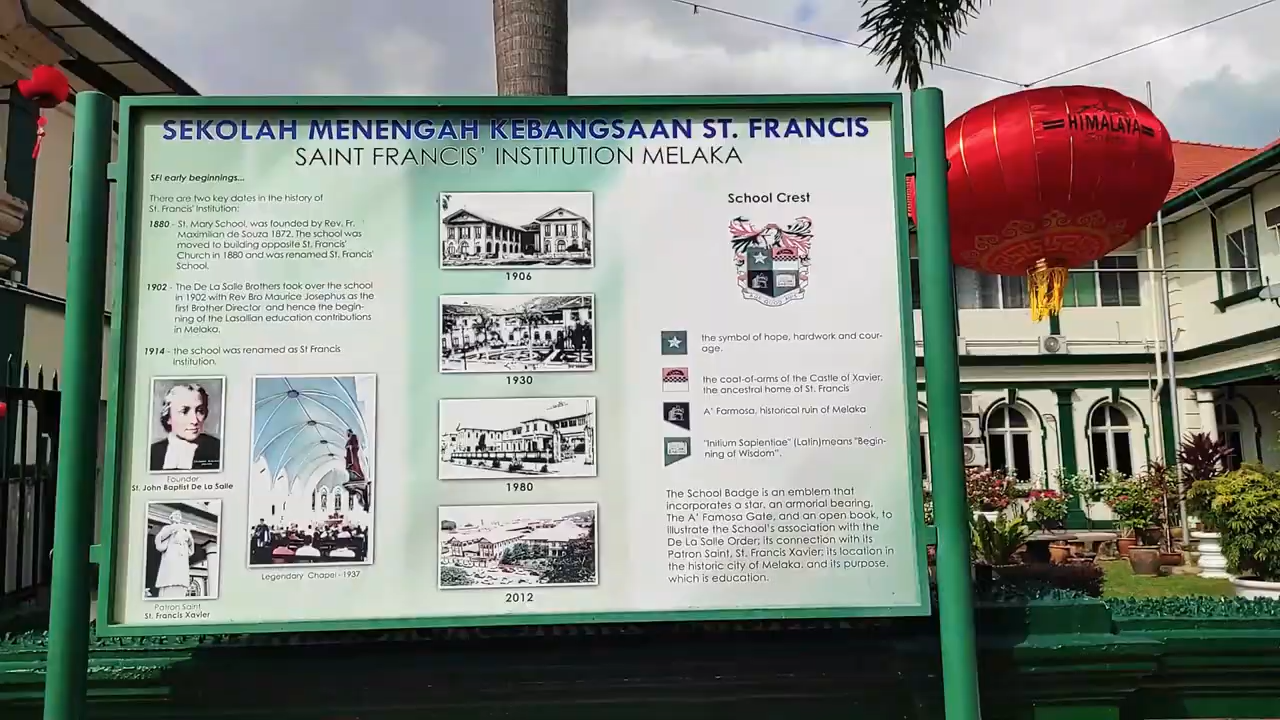 SEKOLAH MENENGAH KEBANGSAAN ST. FRANCIS
SAINT FRANCIS' INSTITUTION MELAKA
SFI early beginnings...
There are two key dates in the history of
St. Francis' Institution:
1880 - St. Mary School, was founded by Rev. Fr.
Maximilian de Souza 1872. The school was
moved to building opposite St. Francis'
Church in 1880 and was renamed St. Francis'
School.
1902 - The De La Salle Brothers took over the school
in 1902 with Rev Bro Maurice Josephus as the
first Brother Director and hence the begin-
ning of the Lasallian education contributions
in Melaka.
1914 - the school was renamed as St Francis
Institution.
Founder
St. John Baptist De La Salle
Patron Saint
St. Francis Xavier
Legendary Chapel - 1937
1906
1930
1980
2012
School Crest
the symbol of hope, hardwork and cour-
age.
the coat-of-arms of the Castle of Xavier,
the ancestral home of St. Francis
A' Farmosa, historical ruin of Melaka
"Initium Sapientiae" (Latin)means "Begin-
ning of Wisdom".
The School Badge is an emblem that
incorporates a star, an armorial bearing,
The A' Famosa Gate, and an open book, to
illustrate the School's association with the
De La Salle Order; its connection with its
Patron Saint, St. Francis Xavier; its location in
the historic city of Melaka, and its purpose,
which is education.
HIMALAYA